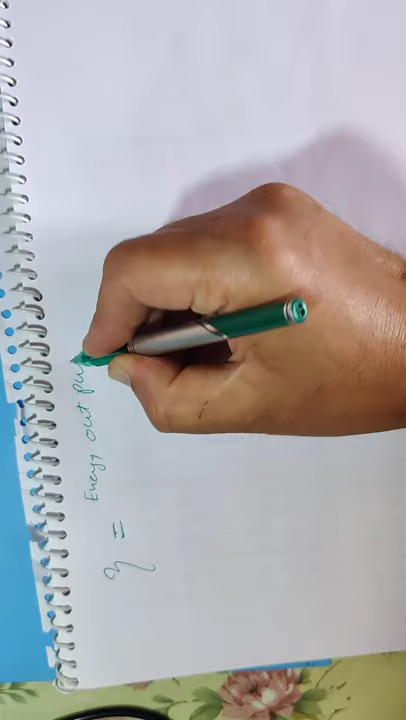 η = Energy out pu